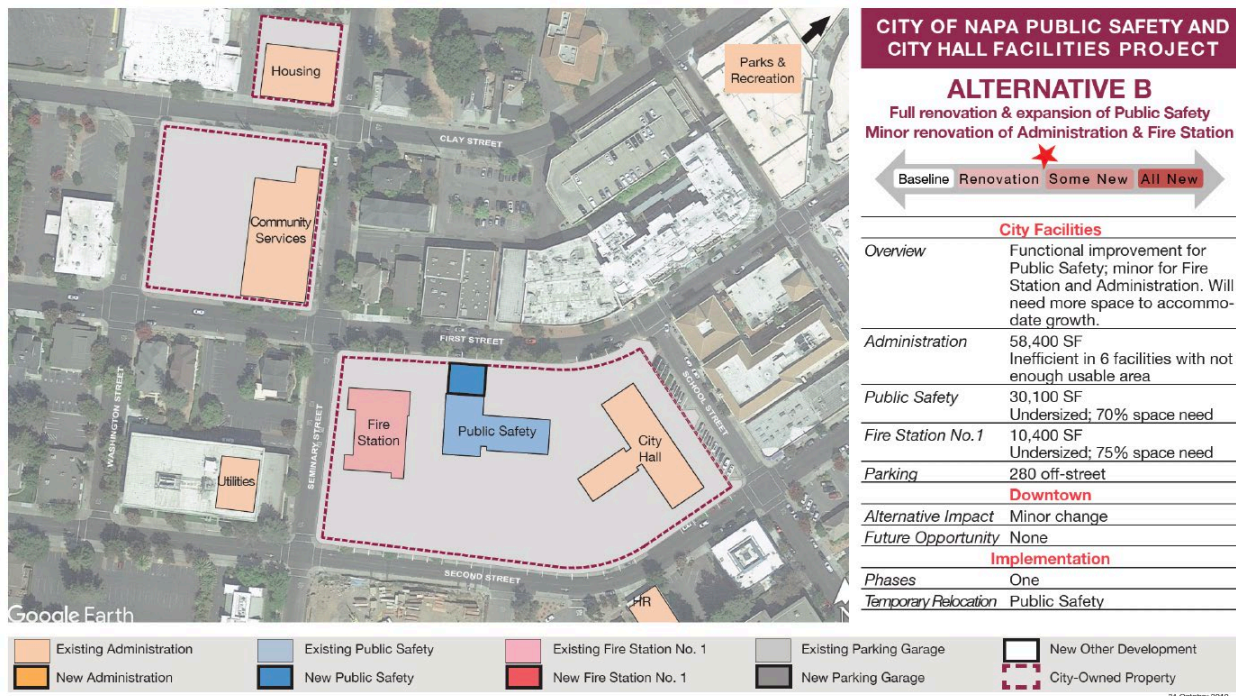 Housing
Parks &
Recreation
CLAY STREET
Community
Services
FIRST STREET
WASHINGTON STREET
SEMINARY STREET
SCHOOL STREET
Fire
Station
Public Safety
City
Hall
Utilities
SECOND STREET
HR
Google Earth
N
CITY OF NAPA PUBLIC SAFETY AND
CITY HALL FACILITIES PROJECT
ALTERNATIVE B
Full renovation & expansion of Public Safety
Minor renovation of Administration & Fire Station
Baseline Renovation Some New All New
City Facilities
Overview Functional improvement for
Public Safety; minor for Fire
Station and Administration. Will
need more space to accommo-
date growth.
Administration 58,400 SF
Inefficient in 6 facilities with not
enough usable area
Public Safety 30,100 SF
Undersized; 70% space need
Fire Station No.1 10,400 SF
Undersized; 75% space need
Parking 280 off-street
Downtown
Alternative Impact Minor change
Future Opportunity None
Implementation
Phases One
Temporary Relocation Public Safety
Existing Administration Existing Public Safety Existing Fire Station No. 1 Existing Parking Garage New Other Development
New Administration New Public Safety New Fire Station No. 1 New Parking Garage City-Owned Property